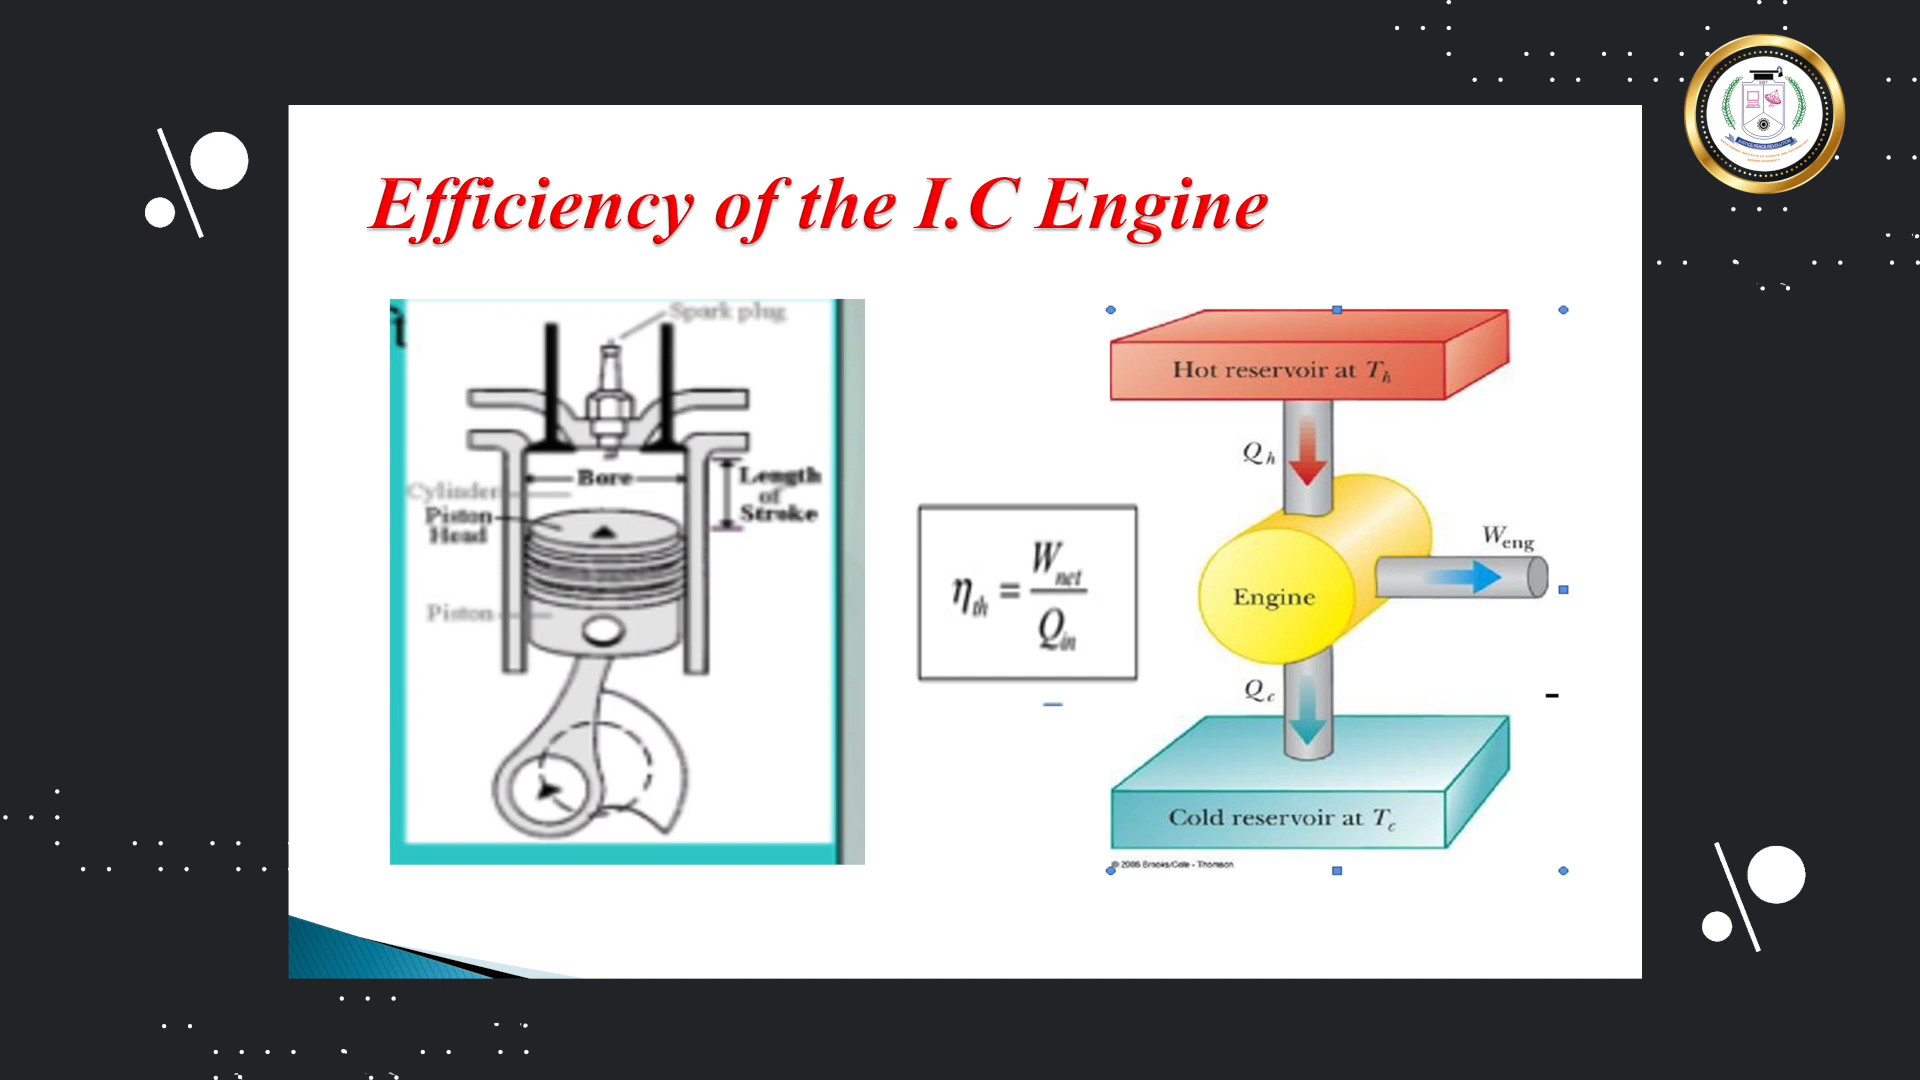 Efficiency of the I.C Engine
t
Spark plug
Bore
Length
of
Stroke
Cylinder
Piston
Head
Piston
η_th = W_net / Q_in
Hot reservoir at T_h
Q_h
W_eng
Engine
Q_c
Cold reservoir at T_c
© 2006 Brooks/Cole - Thomson